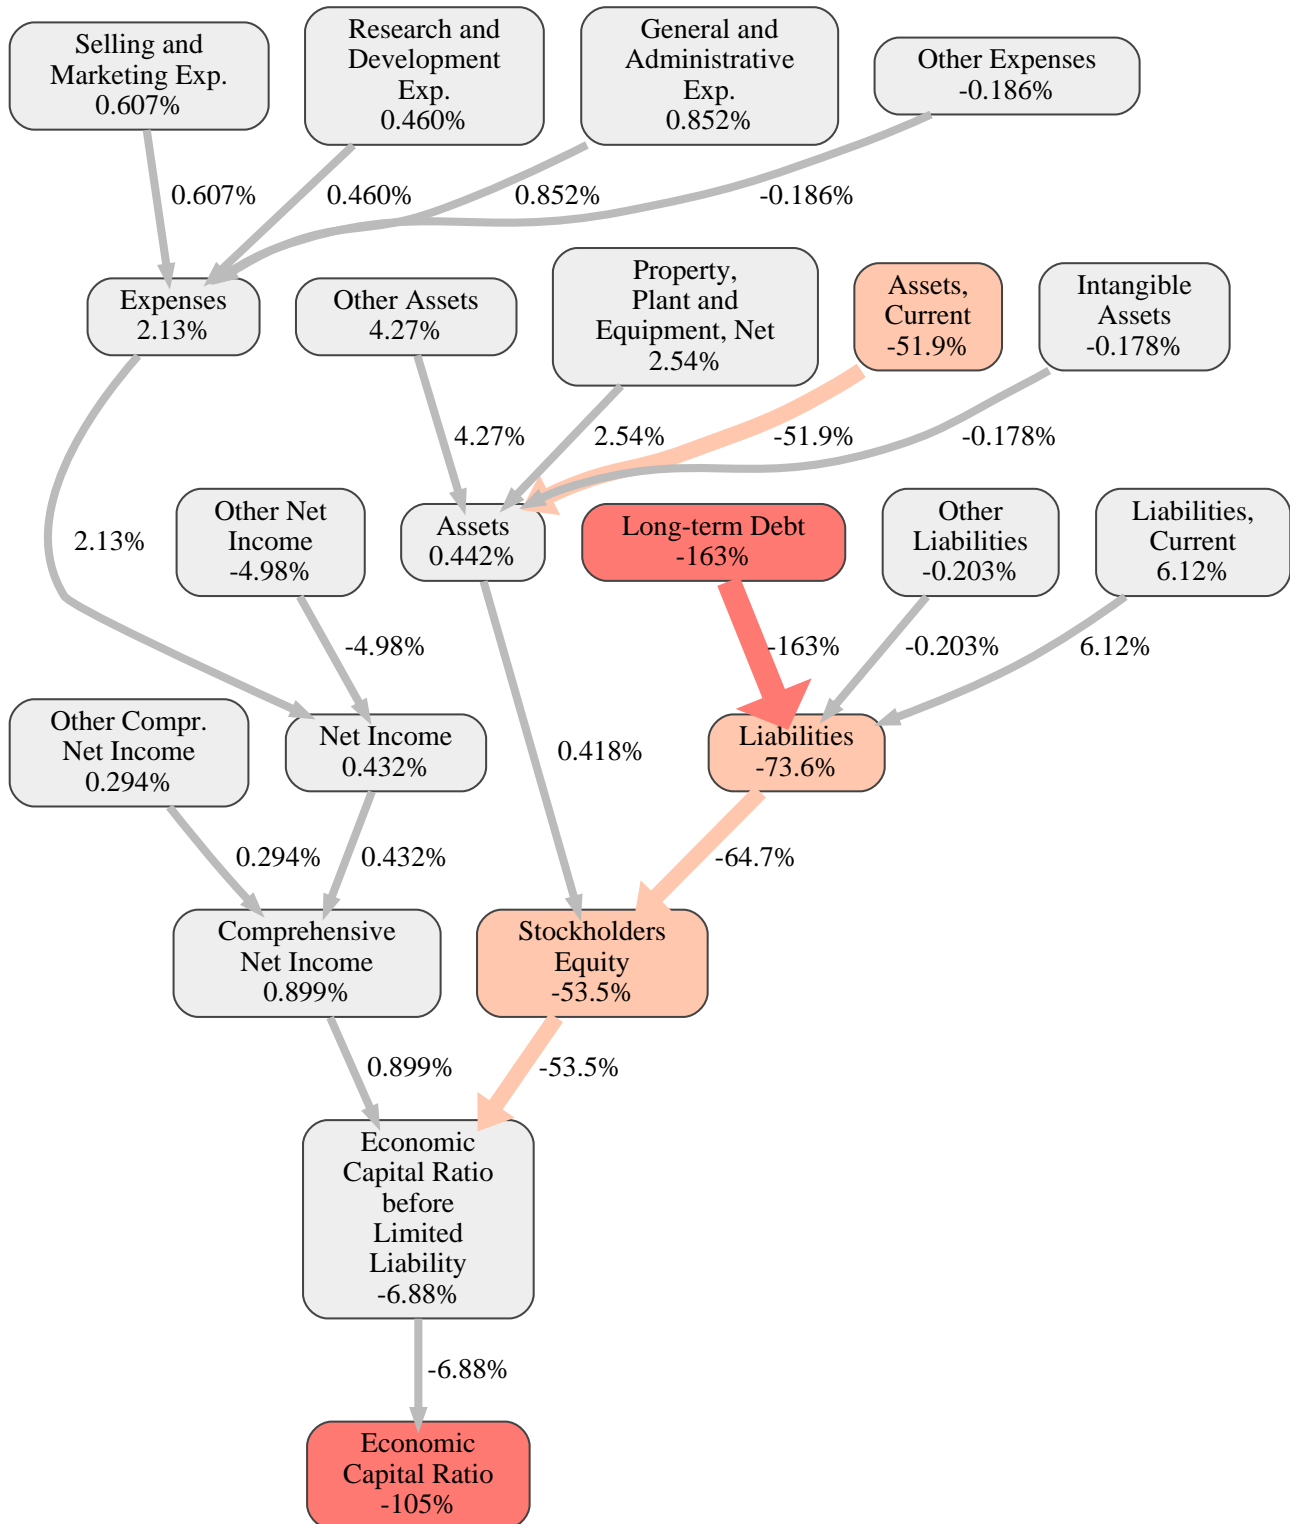 Selling and
Marketing Exp.
0.607%
Research and
Development
Exp.
0.460%
General and
Administrative
Exp.
0.852%
Other Expenses
-0.186%
0.607%
0.460%
0.852%
-0.186%
Expenses
2.13%
Other Assets
4.27%
Property,
Plant and
Equipment, Net
2.54%
Assets,
Current
-51.9%
Intangible
Assets
-0.178%
4.27%
2.54%
-51.9%
-0.178%
2.13%
Other Net
Income
-4.98%
Assets
0.442%
Long-term Debt
-163%
Other
Liabilities
-0.203%
Liabilities,
Current
6.12%
-4.98%
-163%
-0.203%
6.12%
Other Compr.
Net Income
0.294%
Net Income
0.432%
0.418%
Liabilities
-73.6%
0.294%
0.432%
-64.7%
Comprehensive
Net Income
0.899%
Stockholders
Equity
-53.5%
0.899%
-53.5%
Economic
Capital Ratio
before
Limited
Liability
-6.88%
-6.88%
Economic
Capital Ratio
-105%